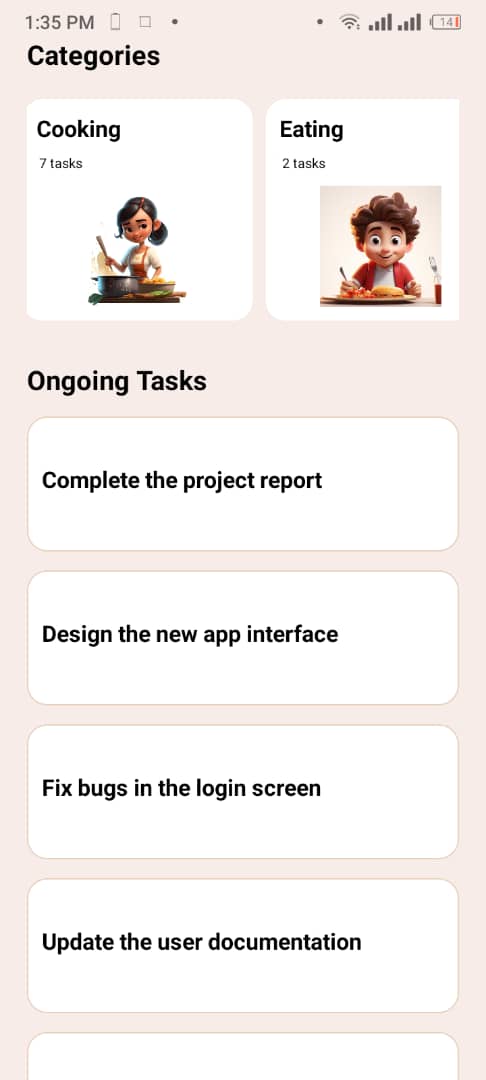 1:35 PM
14
Categories
Cooking
Eating
7 tasks
2 tasks
Ongoing Tasks
Complete the project report
Design the new app interface
Fix bugs in the login screen
Update the user documentation